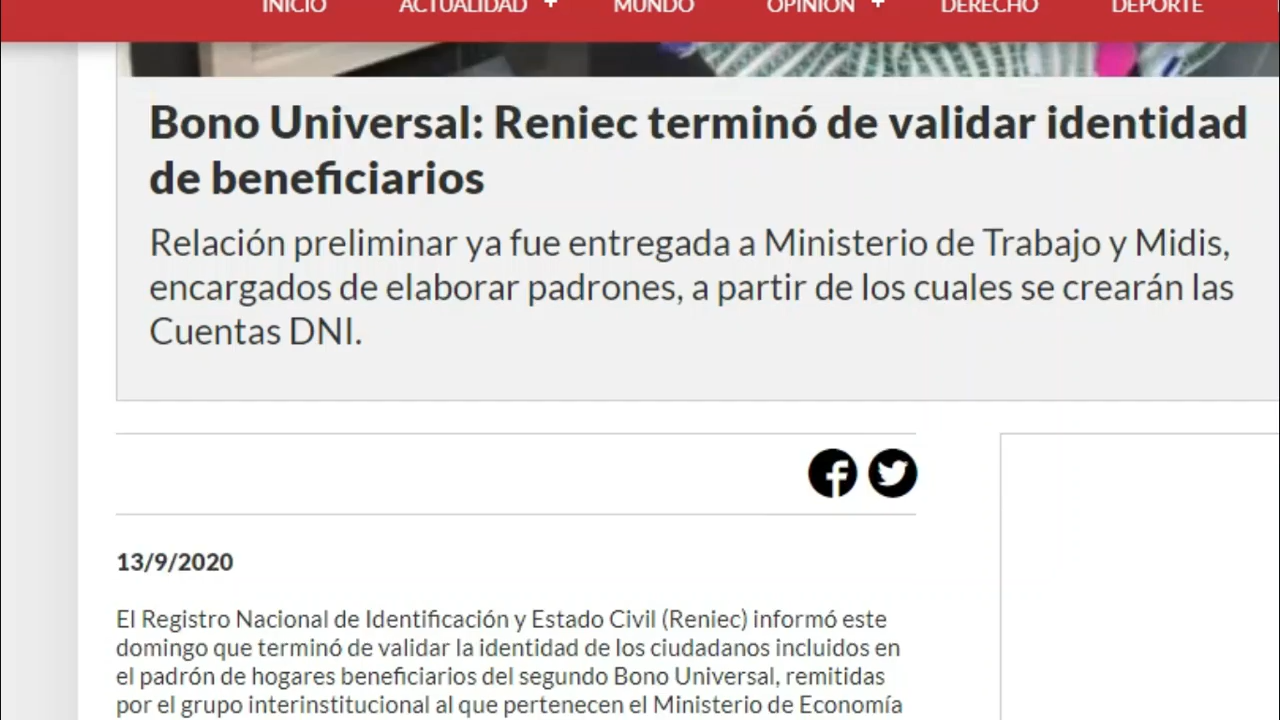 INICIO ACTUALIDAD + MUNDO OPINIÓN + DERECHO DEPORTE
Bono Universal: Reniec terminó de validar identidad
de beneficiarios
Relación preliminar ya fue entregada a Ministerio de Trabajo y Midis,
encargados de elaborar padrones, a partir de los cuales se crearán las
Cuentas DNI.
13/9/2020
El Registro Nacional de Identificación y Estado Civil (Reniec) informó este
domingo que terminó de validar la identidad de los ciudadanos incluidos en
el padrón de hogares beneficiarios del segundo Bono Universal, remitidas
por el grupo interinstitucional al que pertenecen el Ministerio de Economía